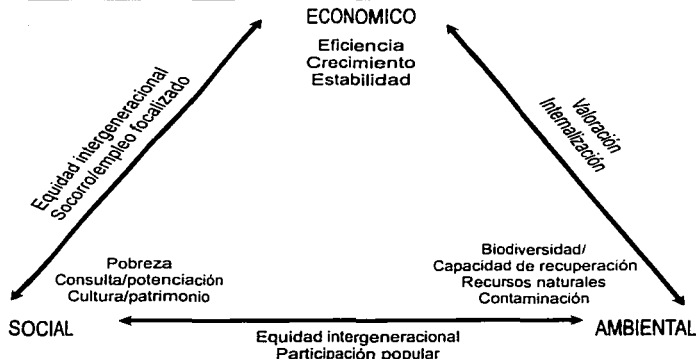 ECONOMICO
Eficiencia
Crecimiento
Estabilidad
Equidad intergeneracional
Socorro/empleo focalizado
Valoración
Internalización
Pobreza
Consulta/potenciación
Cultura/patrimonio
Biodiversidad/
Capacidad de recuperación
Recursos naturales
Contaminación
SOCIAL
AMBIENTAL
Equidad intergeneracional
Participación popular